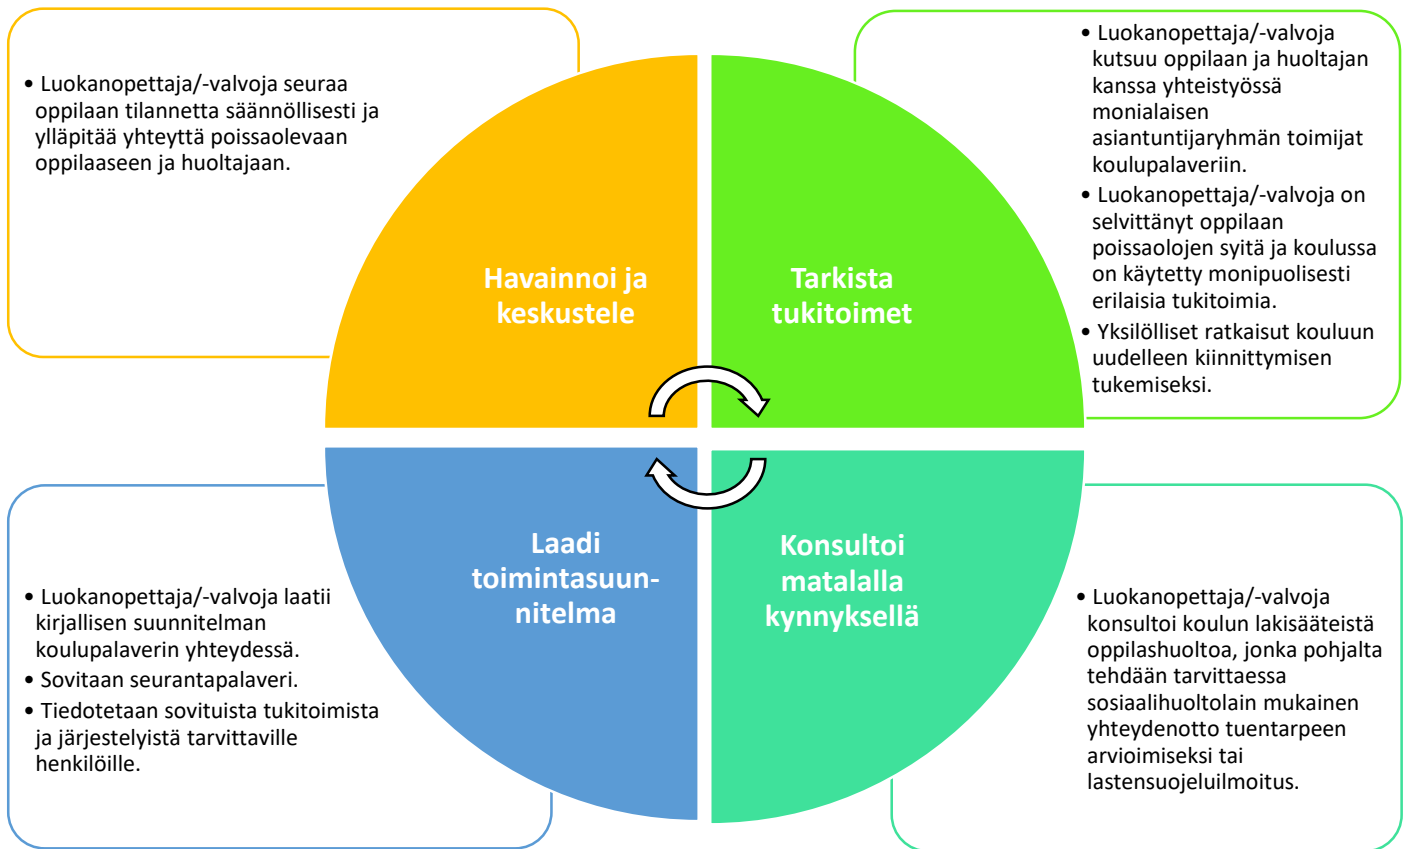 • Luokanopettaja/-valvoja seuraa
oppilaan tilannetta säännöllisesti ja
ylläpitää yhteyttä poissaolevaan
oppilaaseen ja huoltajaan.
Havainnoi ja
keskustele
• Luokanopettaja/-valvoja
kutsuu oppilaan ja huoltajan
kanssa yhteistyössä
monialaisen
asiantuntijaryhmän toimijat
koulupalaveriin.
• Luokanopettaja/-valvoja on
selvittänyt oppilaan
poissaolojen syitä ja koulussa
on käytetty monipuolisesti
erilaisia tukitoimia.
• Yksilölliset ratkaisut kouluun
uudelleen kiinnittymisen
tukemiseksi.
Tarkista
tukitoimet
Laadi
toimintasuun-
nitelma
• Luokanopettaja/-valvoja laatii
kirjallisen suunnitelman
koulupalaverin yhteydessä.
• Sovitaan seurantapalaveri.
• Tiedotetaan sovituista tukitoimista
ja järjestelyistä tarvittaville
henkilöille.
Konsultoi
matalalla
kynnyksellä
• Luokanopettaja/-valvoja
konsultoi koulun lakisääteistä
oppilashuoltoa, jonka pohjalta
tehdään tarvittaessa
sosiaalihuoltolain mukainen
yhteydenotto tuentarpeen
arvioimiseksi tai
lastensuojeluilmoitus.